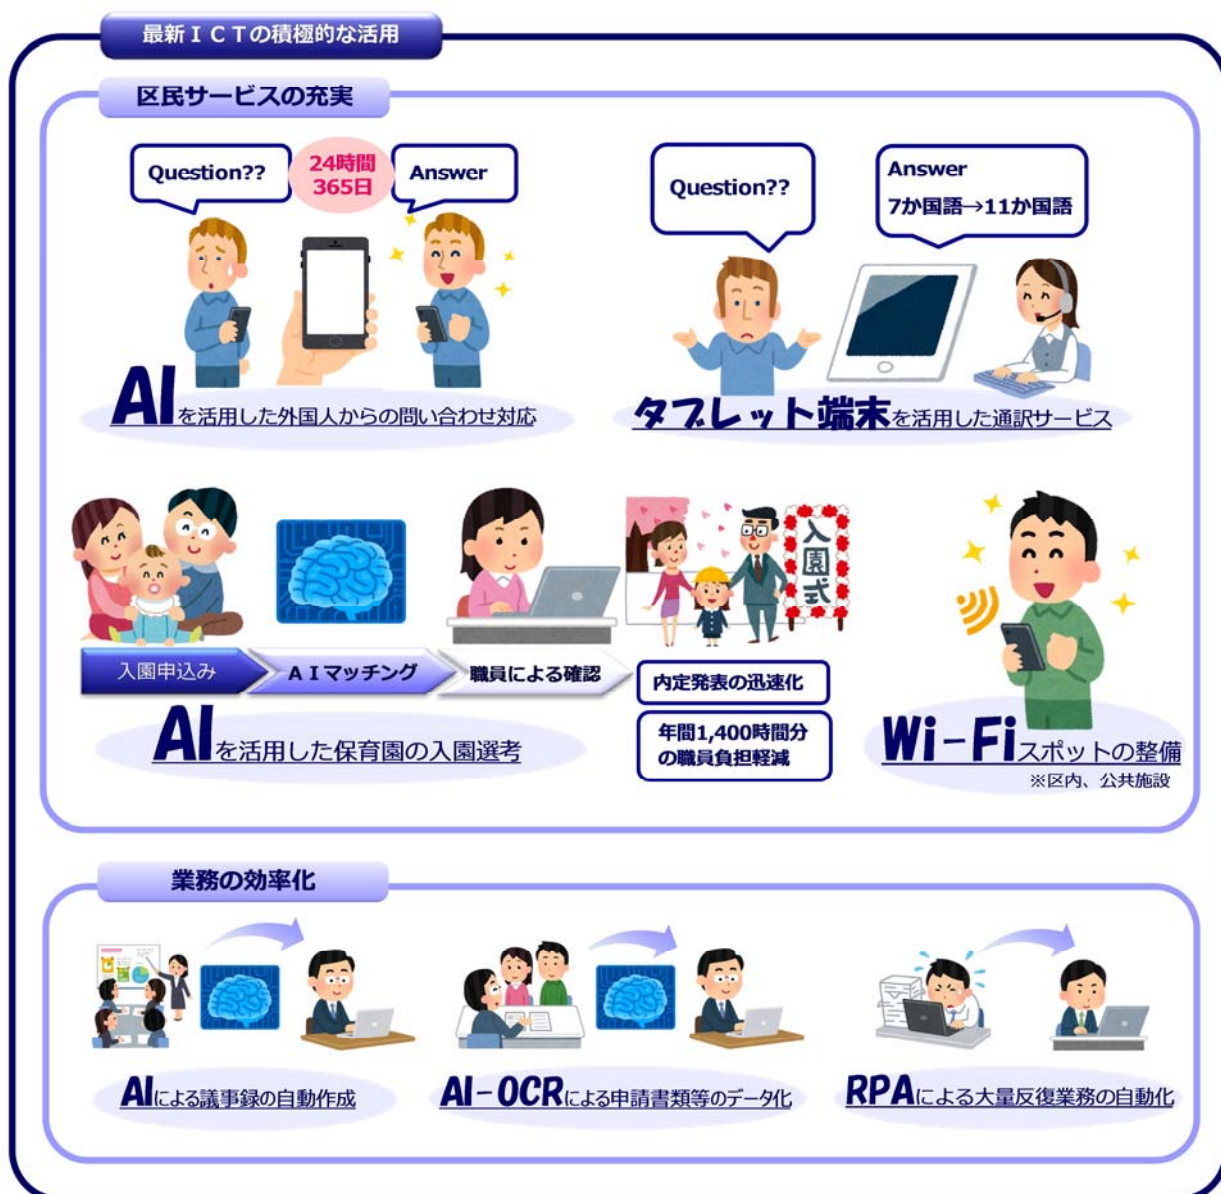 最新ICTの積極的な活用
区民サービスの充実
Question??
24時間
365日
Answer
AIを活用した外国人からの問い合わせ対応
Question??
Answer
7か国語→11か国語
タブレット端末を活用した通訳サービス
入園申込み
AIマッチング
職員による確認
入園式
内定発表の迅速化
年間1,400時間分
の職員負担軽減
AIを活用した保育園の入園選考
Wi-Fiスポットの整備
※区内、公共施設
業務の効率化
AIによる議事録の自動作成
AI-OCRによる申請書類等のデータ化
RPAによる大量反復業務の自動化